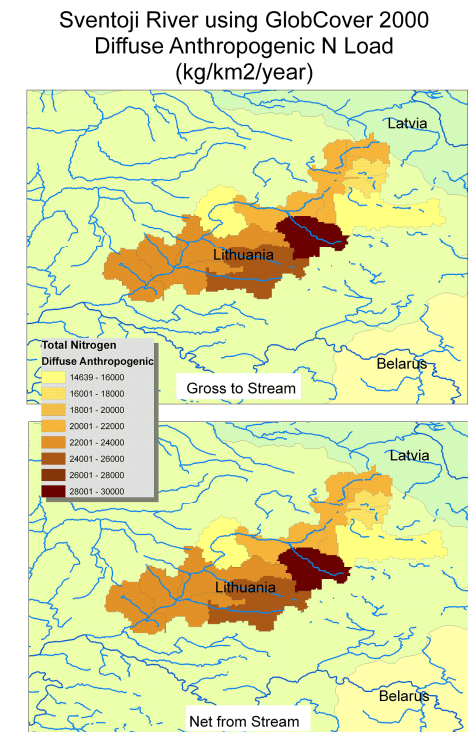 Sventoji River using GlobCover 2000
Diffuse Anthropogenic N Load
(kg/km2/year)
Latvia
Lithuania
Belarus
Gross to Stream
Total Nitrogen
Diffuse Anthropogenic
14639 - 16000
16001 - 18000
18001 - 20000
20001 - 22000
22001 - 24000
24001 - 26000
26001 - 28000
28001 - 30000
Latvia
Lithuania
Belarus
Net from Stream